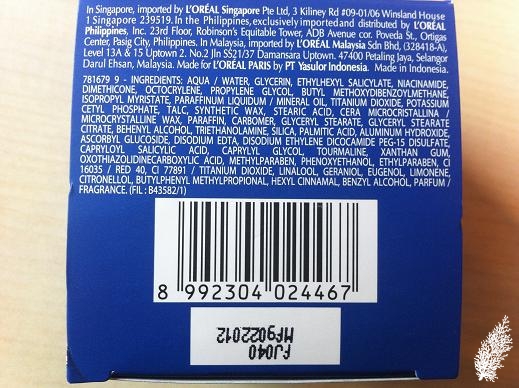 In Singapore, imported by L'ORÉAL Singapore Pte Ltd, 3 Kiliney Rd #09-01/06 Winsland House
1 Singapore 239519. In the Philippines, exclusively imported and distributed by L'ORÉAL
Philippines, Inc. 23rd Floor, Robinson's Equitable Tower, ADB Avenue cor. Poveda St., Ortigas
Center, Pasig City, Philippines. In Malaysia, imported by L'ORÉAL Malaysia Sdn Bhd, (328418-A),
Level 13A & 15 Uptown 2. No.2 Jln SS21/37 Damansara Uptown. 47400 Petaling Jaya, Selangor
Darul Ehsan, Malaysia. Made for L'ORÉAL PARIS by PT Yasulor Indonesia. Made in Indonesia.
781679 9 - INGREDIENTS: AQUA / WATER, GLYCERIN, ETHYLHEXYL SALICYLATE, NIACINAMIDE,
DIMETHICONE, OCTOCRYLENE, PROPYLENE GLYCOL, BUTYL METHOXYDIBENZOYLMETHANE,
ISOPROPYL MYRISTATE, PARAFFINUM LIQUIDUM / MINERAL OIL, TITANIUM DIOXIDE, POTASSIUM
CETYL PHOSPHATE, TALC, SYNTHETIC WAX, STEARIC ACID, CERA MICROCRISTALLINA /
MICROCRYSTALLINE WAX, PARAFFIN, CARBOMER, GLYCERYL STEARATE, GLYCERYL STEARATE
CITRATE, BEHENYL ALCOHOL, TRIETHANOLAMINE, SILICA, PALMITIC ACID, ALUMINUM HYDROXIDE,
ASCORBYL GLUCOSIDE, DISODIUM EDTA, DISODIUM ETHYLENE DICOCAMIDE PEG-15 DISULFATE,
CAPRYLOYL SALICYLIC ACID, CAPRYLYL GLYCOL, TOURMALINE XANTHAN GUM,
OXOTHIAZOLIDINECARBOXYLIC ACID, METHYLPARABEN, PHENOXYETHANOL, ETHYLPARABEN, CI
16035 / RED 40, CI 77891 / TITANIUM DIOXIDE, LINALOOL, GERANIOL, EUGENOL, LIMONENE,
CITRONELLOL, BUTYLPHENYL METHYLPROPIONAL, HEXYL CINNAMAL, BENZYL ALCOHOL, PARFUM /
FRAGRANCE. (FIL : B43582/1)
8 992304 024467
FJ040
MF9022012